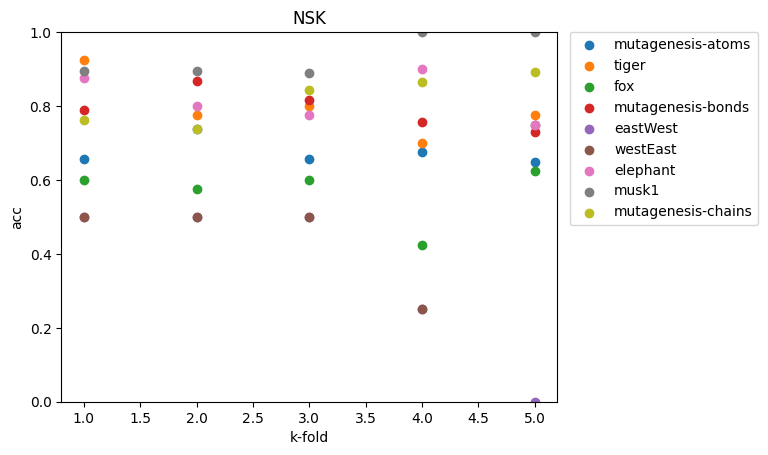 NSK
1.0
0.8
0.6
0.4
0.2
0.0
acc
1.0 1.5 2.0 2.5 3.0 3.5 4.0 4.5 5.0
k-fold
mutagenesis-atoms
tiger
fox
mutagenesis-bonds
eastWest
westEast
elephant
musk1
mutagenesis-chains